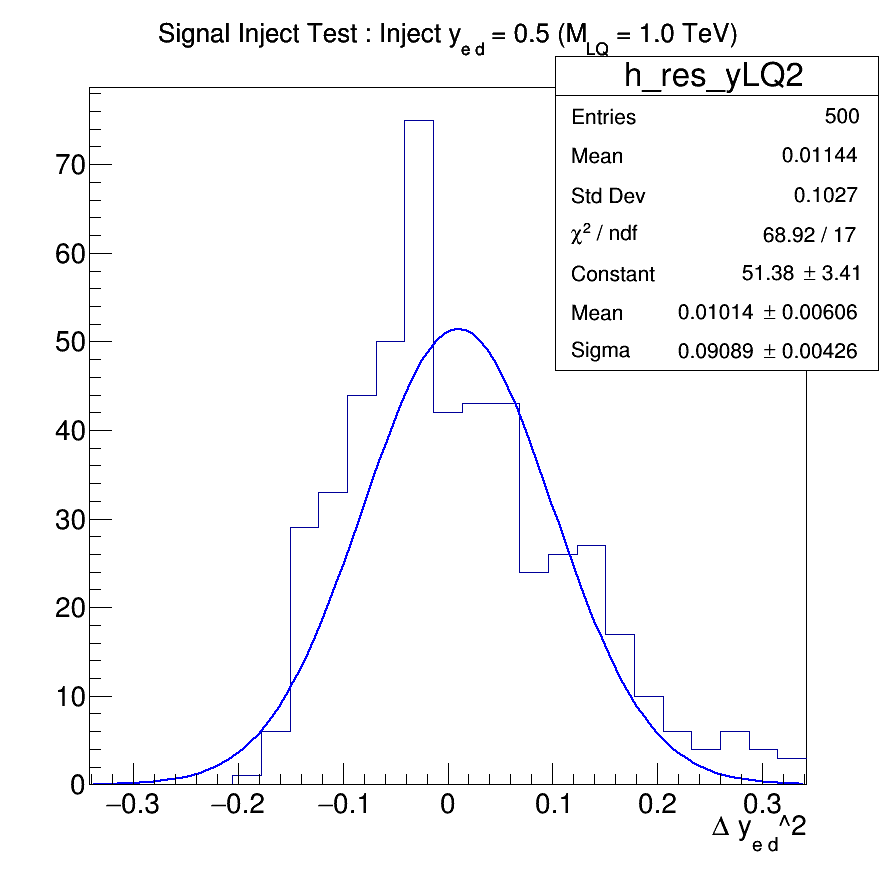 Signal Inject Test : Inject y_{e d} = 0.5 (M_{LQ} = 1.0 TeV)
h_res_yLQ2
Entries 500
Mean 0.01144
Std Dev 0.1027
χ² / ndf 68.92 / 17
Constant 51.38 ± 3.41
Mean 0.01014 ± 0.00606
Sigma 0.09089 ± 0.00426
70
60
50
40
30
20
10
0
−0.3 −0.2 −0.1 0 0.1 0.2 0.3
Δ y_{e d}^2